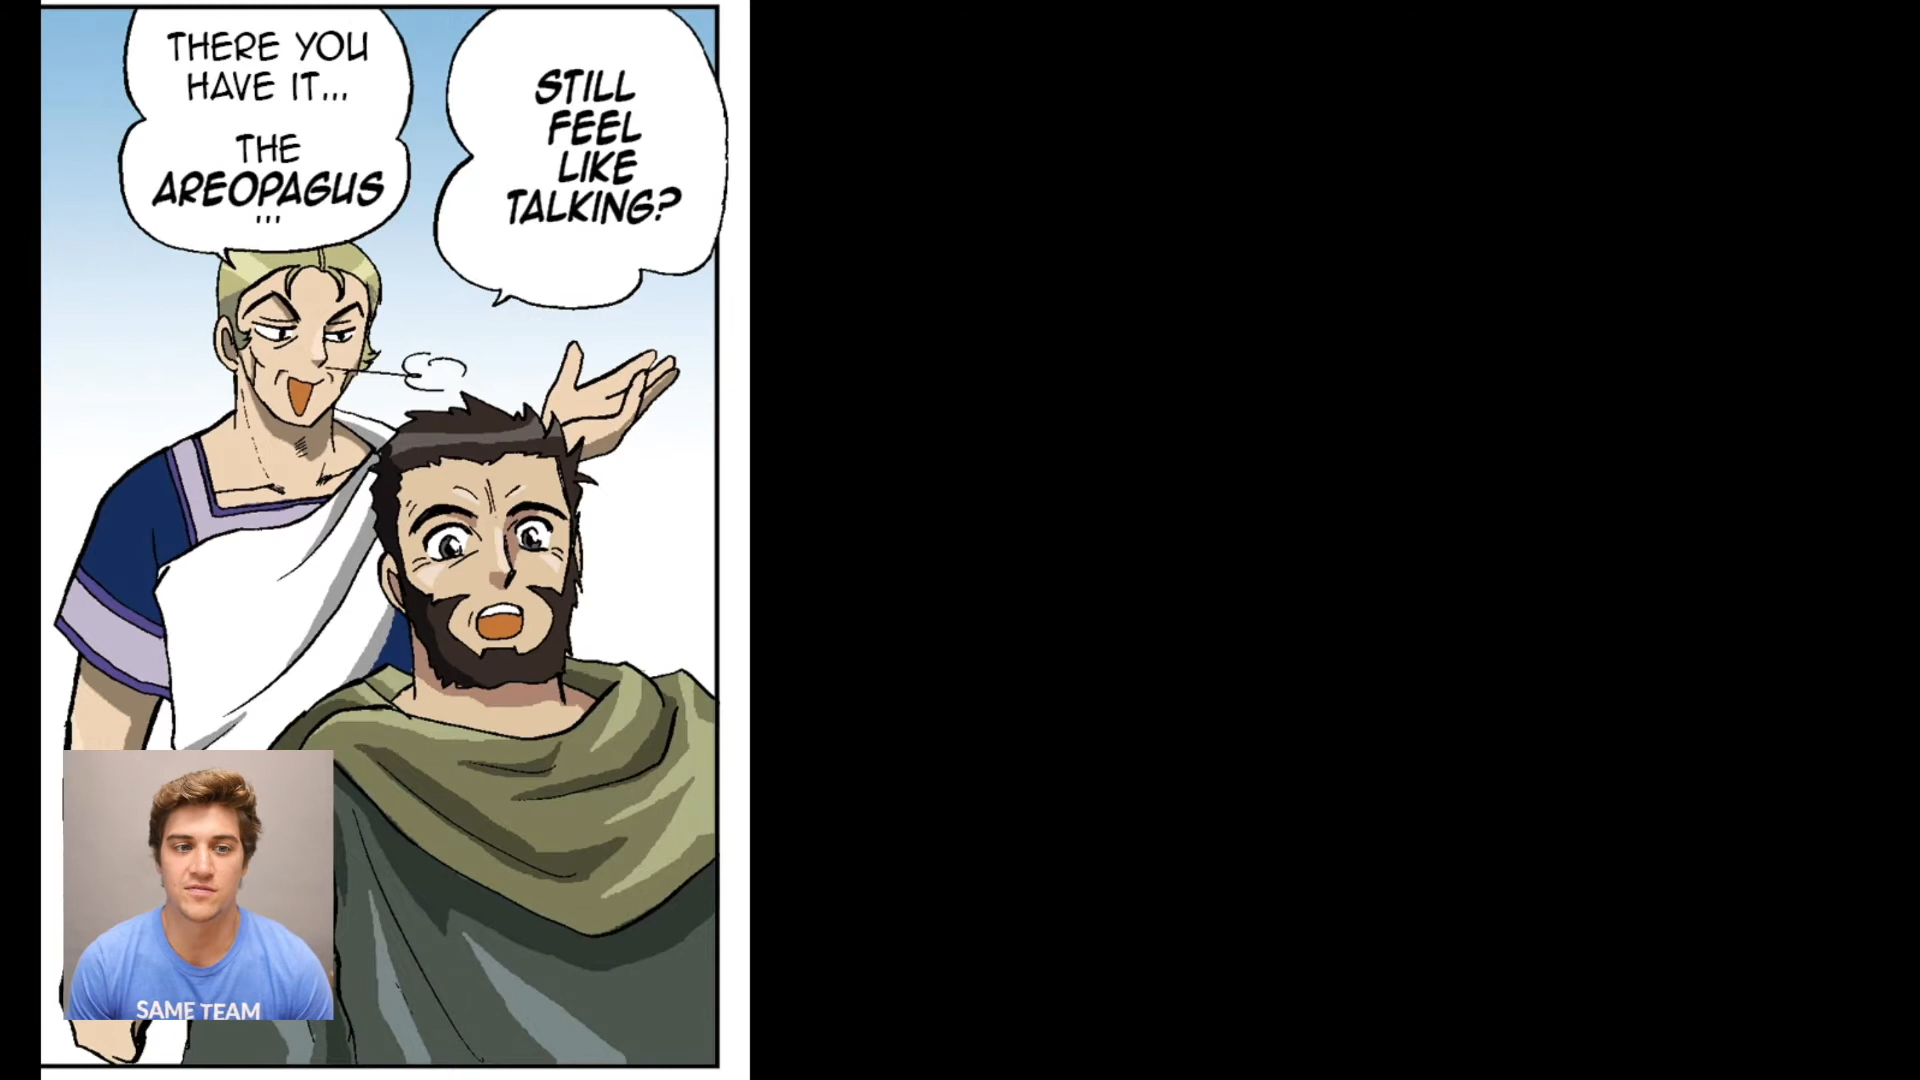 THERE YOU
HAVE IT...
THE
AREOPAGUS
...
STILL
FEEL
LIKE
TALKING?
SAME TEAM